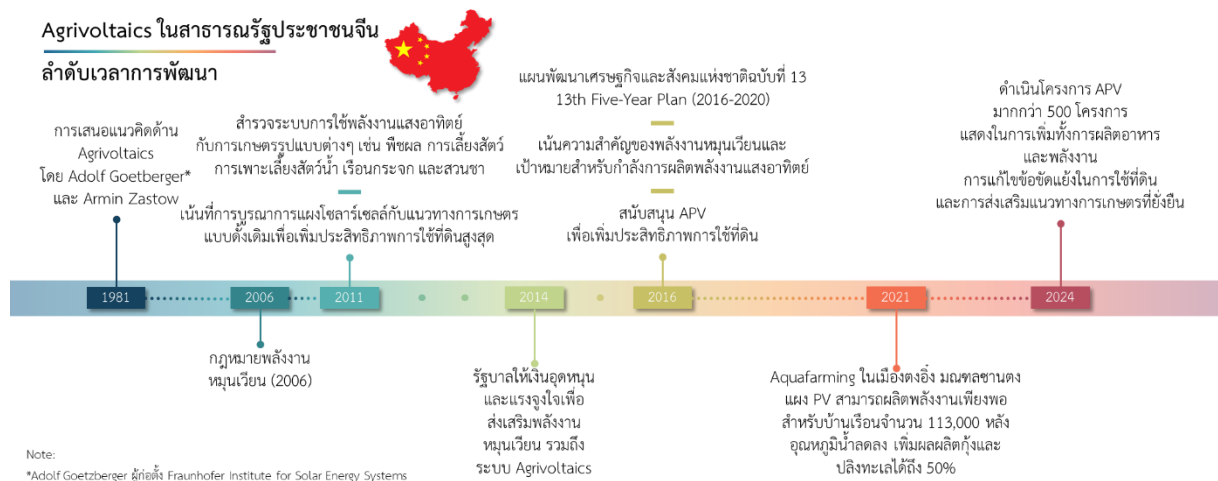 Agrivoltaics ในสาธารณรัฐประชาชนจีน
ลำดับเวลาการพัฒนา
การเสนอแนวคิดด้าน
Agrivoltaics
โดย Adolf Goetberger*
และ Armin Zastow
1981
กฎหมายพลังงาน
หมุนเวียน (2006)
2006
สำรวจระบบการใช้พลังงานแสงอาทิตย์
กับการเกษตรรูปแบบต่างๆ เช่น พืชผล การเลี้ยงสัตว์
การเพาะเลี้ยงสัตว์น้ำ เรือนกระจก และสวนชา
เน้นที่การบูรณาการแผงโซลาร์เซลล์กับแนวทางการเกษตร
แบบดั้งเดิมเพื่อเพิ่มประสิทธิภาพการใช้ที่ดินสูงสุด
2011
2014
รัฐบาลให้เงินอุดหนุน
และแรงจูงใจเพื่อ
ส่งเสริมพลังงาน
หมุนเวียน รวมถึง
ระบบ Agrivoltaics
แผนพัฒนาเศรษฐกิจและสังคมแห่งชาติฉบับที่ 13
13th Five-Year Plan (2016-2020)
เน้นความสำคัญของพลังงานหมุนเวียนและ
เป้าหมายสำหรับกำลังการผลิตพลังงานแสงอาทิตย์
สนับสนุน APV
เพื่อเพิ่มประสิทธิภาพการใช้ที่ดิน
2016
2021
Aquafarming ในเมืองตงอิ๋ง มณฑลซานตง
แผง PV สามารถผลิตพลังงานเพียงพอ
สำหรับบ้านเรือนจำนวน 113,000 หลัง
อุณหภูมิน้ำลดลง เพิ่มผลผลิตกุ้งและ
ปลิงทะเลได้ถึง 50%
ดำเนินโครงการ APV
มากกว่า 500 โครงการ
แสดงในการเพิ่มทั้งการผลิตอาหาร
และพลังงาน
การแก้ไขข้อขัดแย้งในการใช้ที่ดิน
และการส่งเสริมแนวทางการเกษตรที่ยั่งยืน
2024
Note:
*Adolf Goetzberger ผู้ก่อตั้ง Fraunhofer Institute for Solar Energy Systems